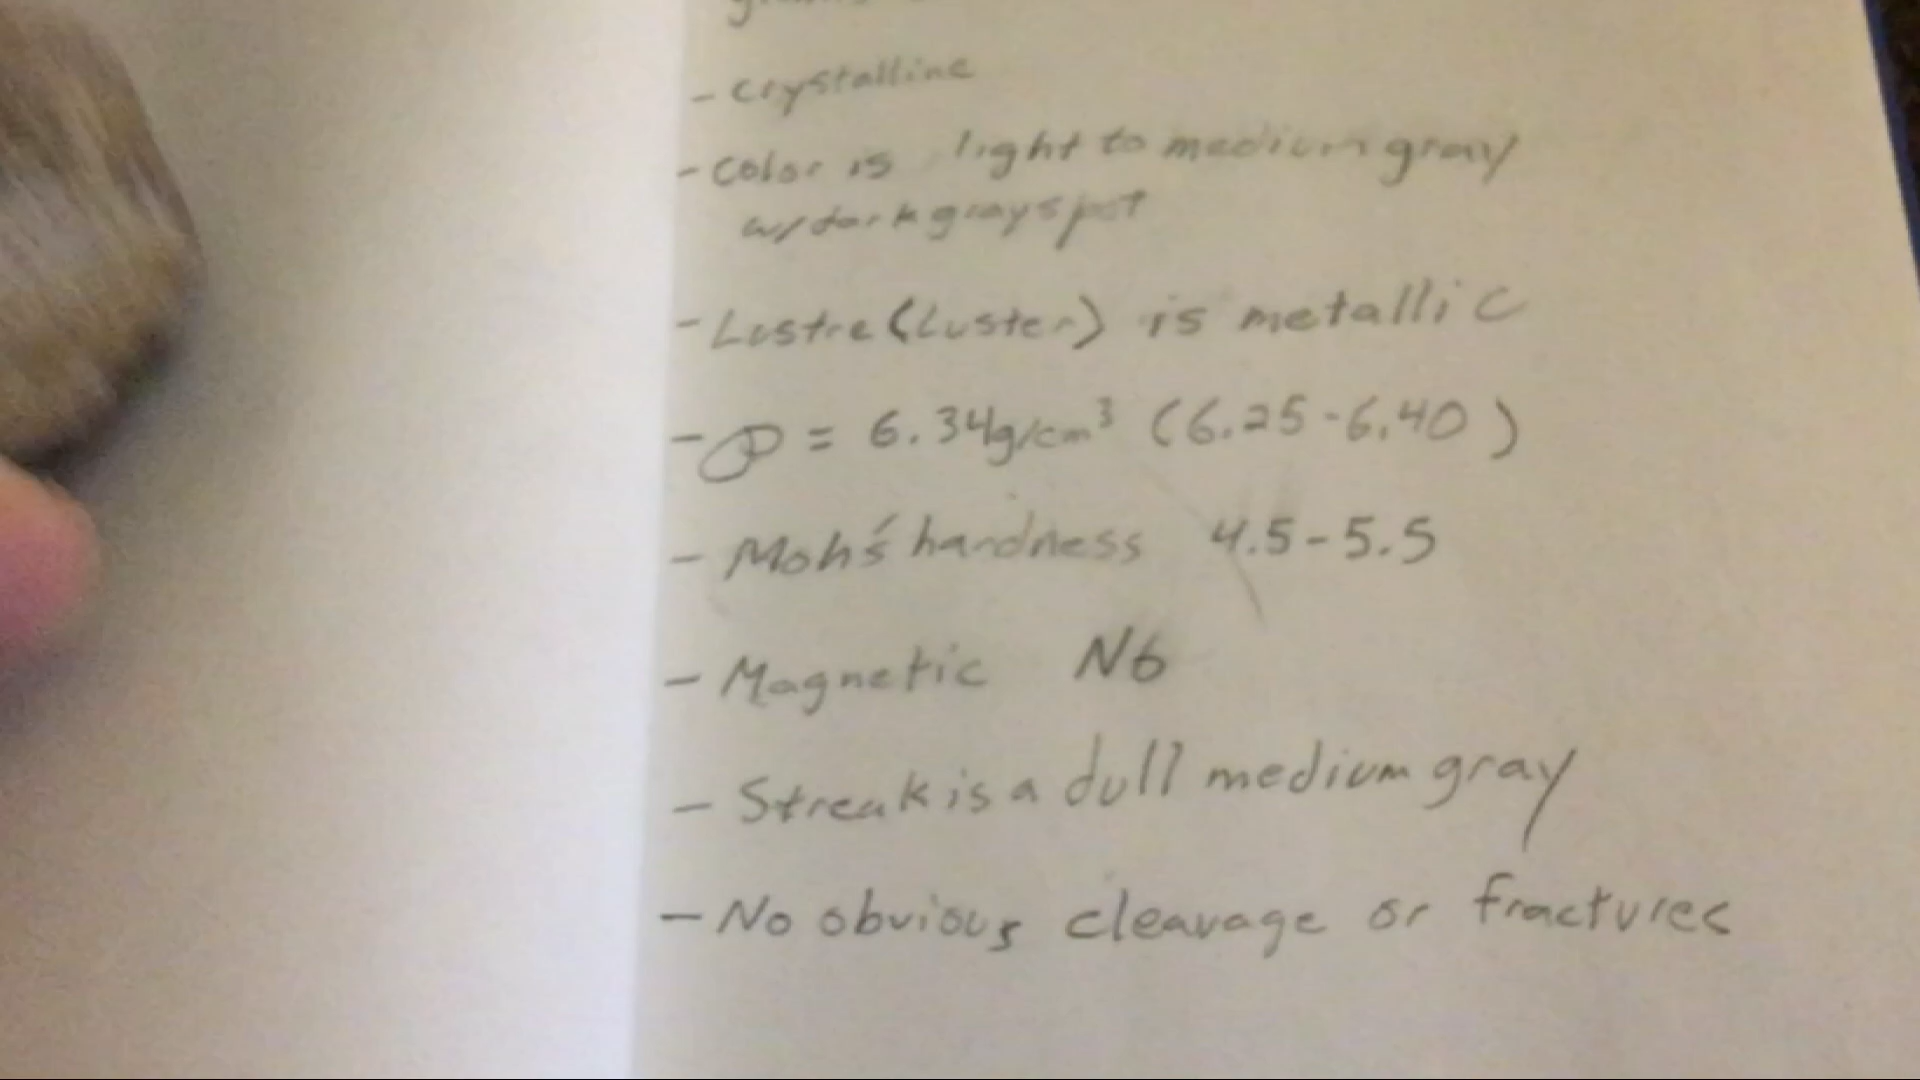 - crystalline
- Color is light to medium gray
w/ dark gray spot
- Lustre (Luster) is metallic
- ρ = 6.34g/cm³ (6.25-6.40)
- Moh's hardness 4.5-5.5
- Magnetic NO
- Streak is a dull medium gray
- No obvious cleavage or fractures